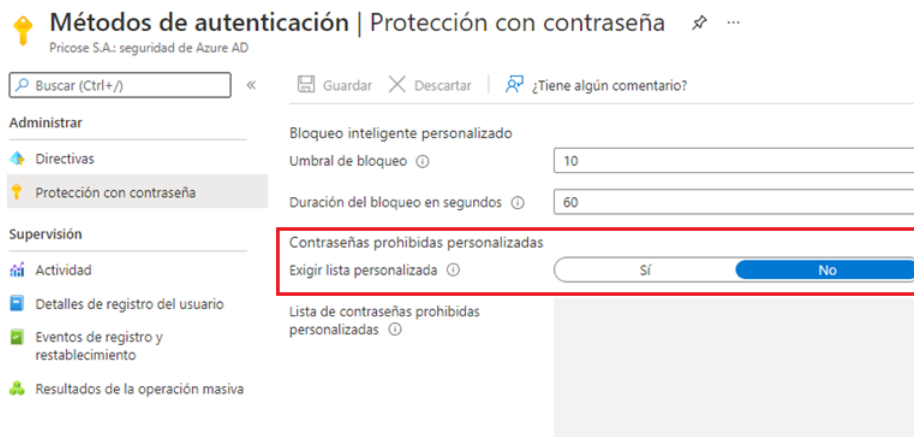 Métodos de autenticación | Protección con contraseña
Pricose S.A.: seguridad de Azure AD
Buscar (Ctrl+/)
«
Guardar
Descartar
¿Tiene algún comentario?
Administrar
Directivas
Protección con contraseña
Supervisión
Actividad
Detalles de registro del usuario
Eventos de registro y
restablecimiento
Resultados de la operación masiva
Bloqueo inteligente personalizado
Umbral de bloqueo
10
Duración del bloqueo en segundos
60
Contraseñas prohibidas personalizadas
Exigir lista personalizada
Sí
No
Lista de contraseñas prohibidas
personalizadas